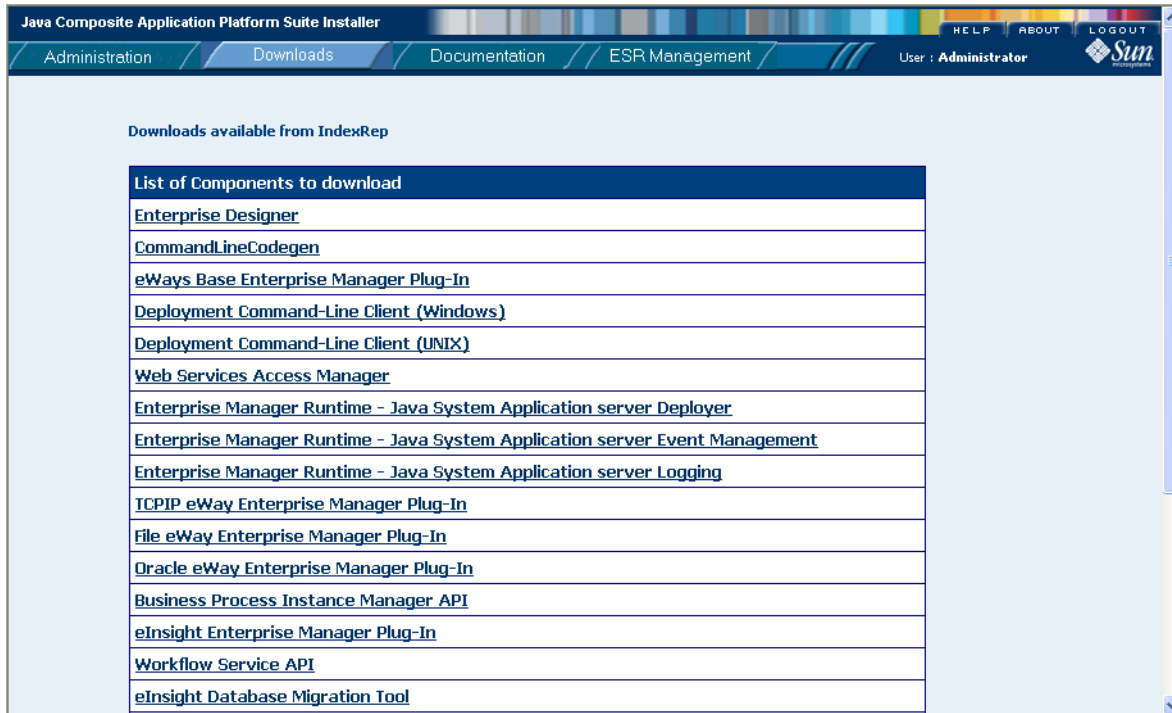 Java Composite Application Platform Suite Installer
HELP ABOUT LOGOUT
Administration Downloads Documentation ESR Management User : Administrator Sun
microsystems
Downloads available from IndexRep
List of Components to download
Enterprise Designer
CommandLineCodegen
eWays Base Enterprise Manager Plug-In
Deployment Command-Line Client (Windows)
Deployment Command-Line Client (UNIX)
Web Services Access Manager
Enterprise Manager Runtime - Java System Application server Deployer
Enterprise Manager Runtime - Java System Application server Event Management
Enterprise Manager Runtime - Java System Application server Logging
TCPIP eWay Enterprise Manager Plug-In
File eWay Enterprise Manager Plug-In
Oracle eWay Enterprise Manager Plug-In
Business Process Instance Manager API
eInsight Enterprise Manager Plug-In
Workflow Service API
eInsight Database Migration Tool